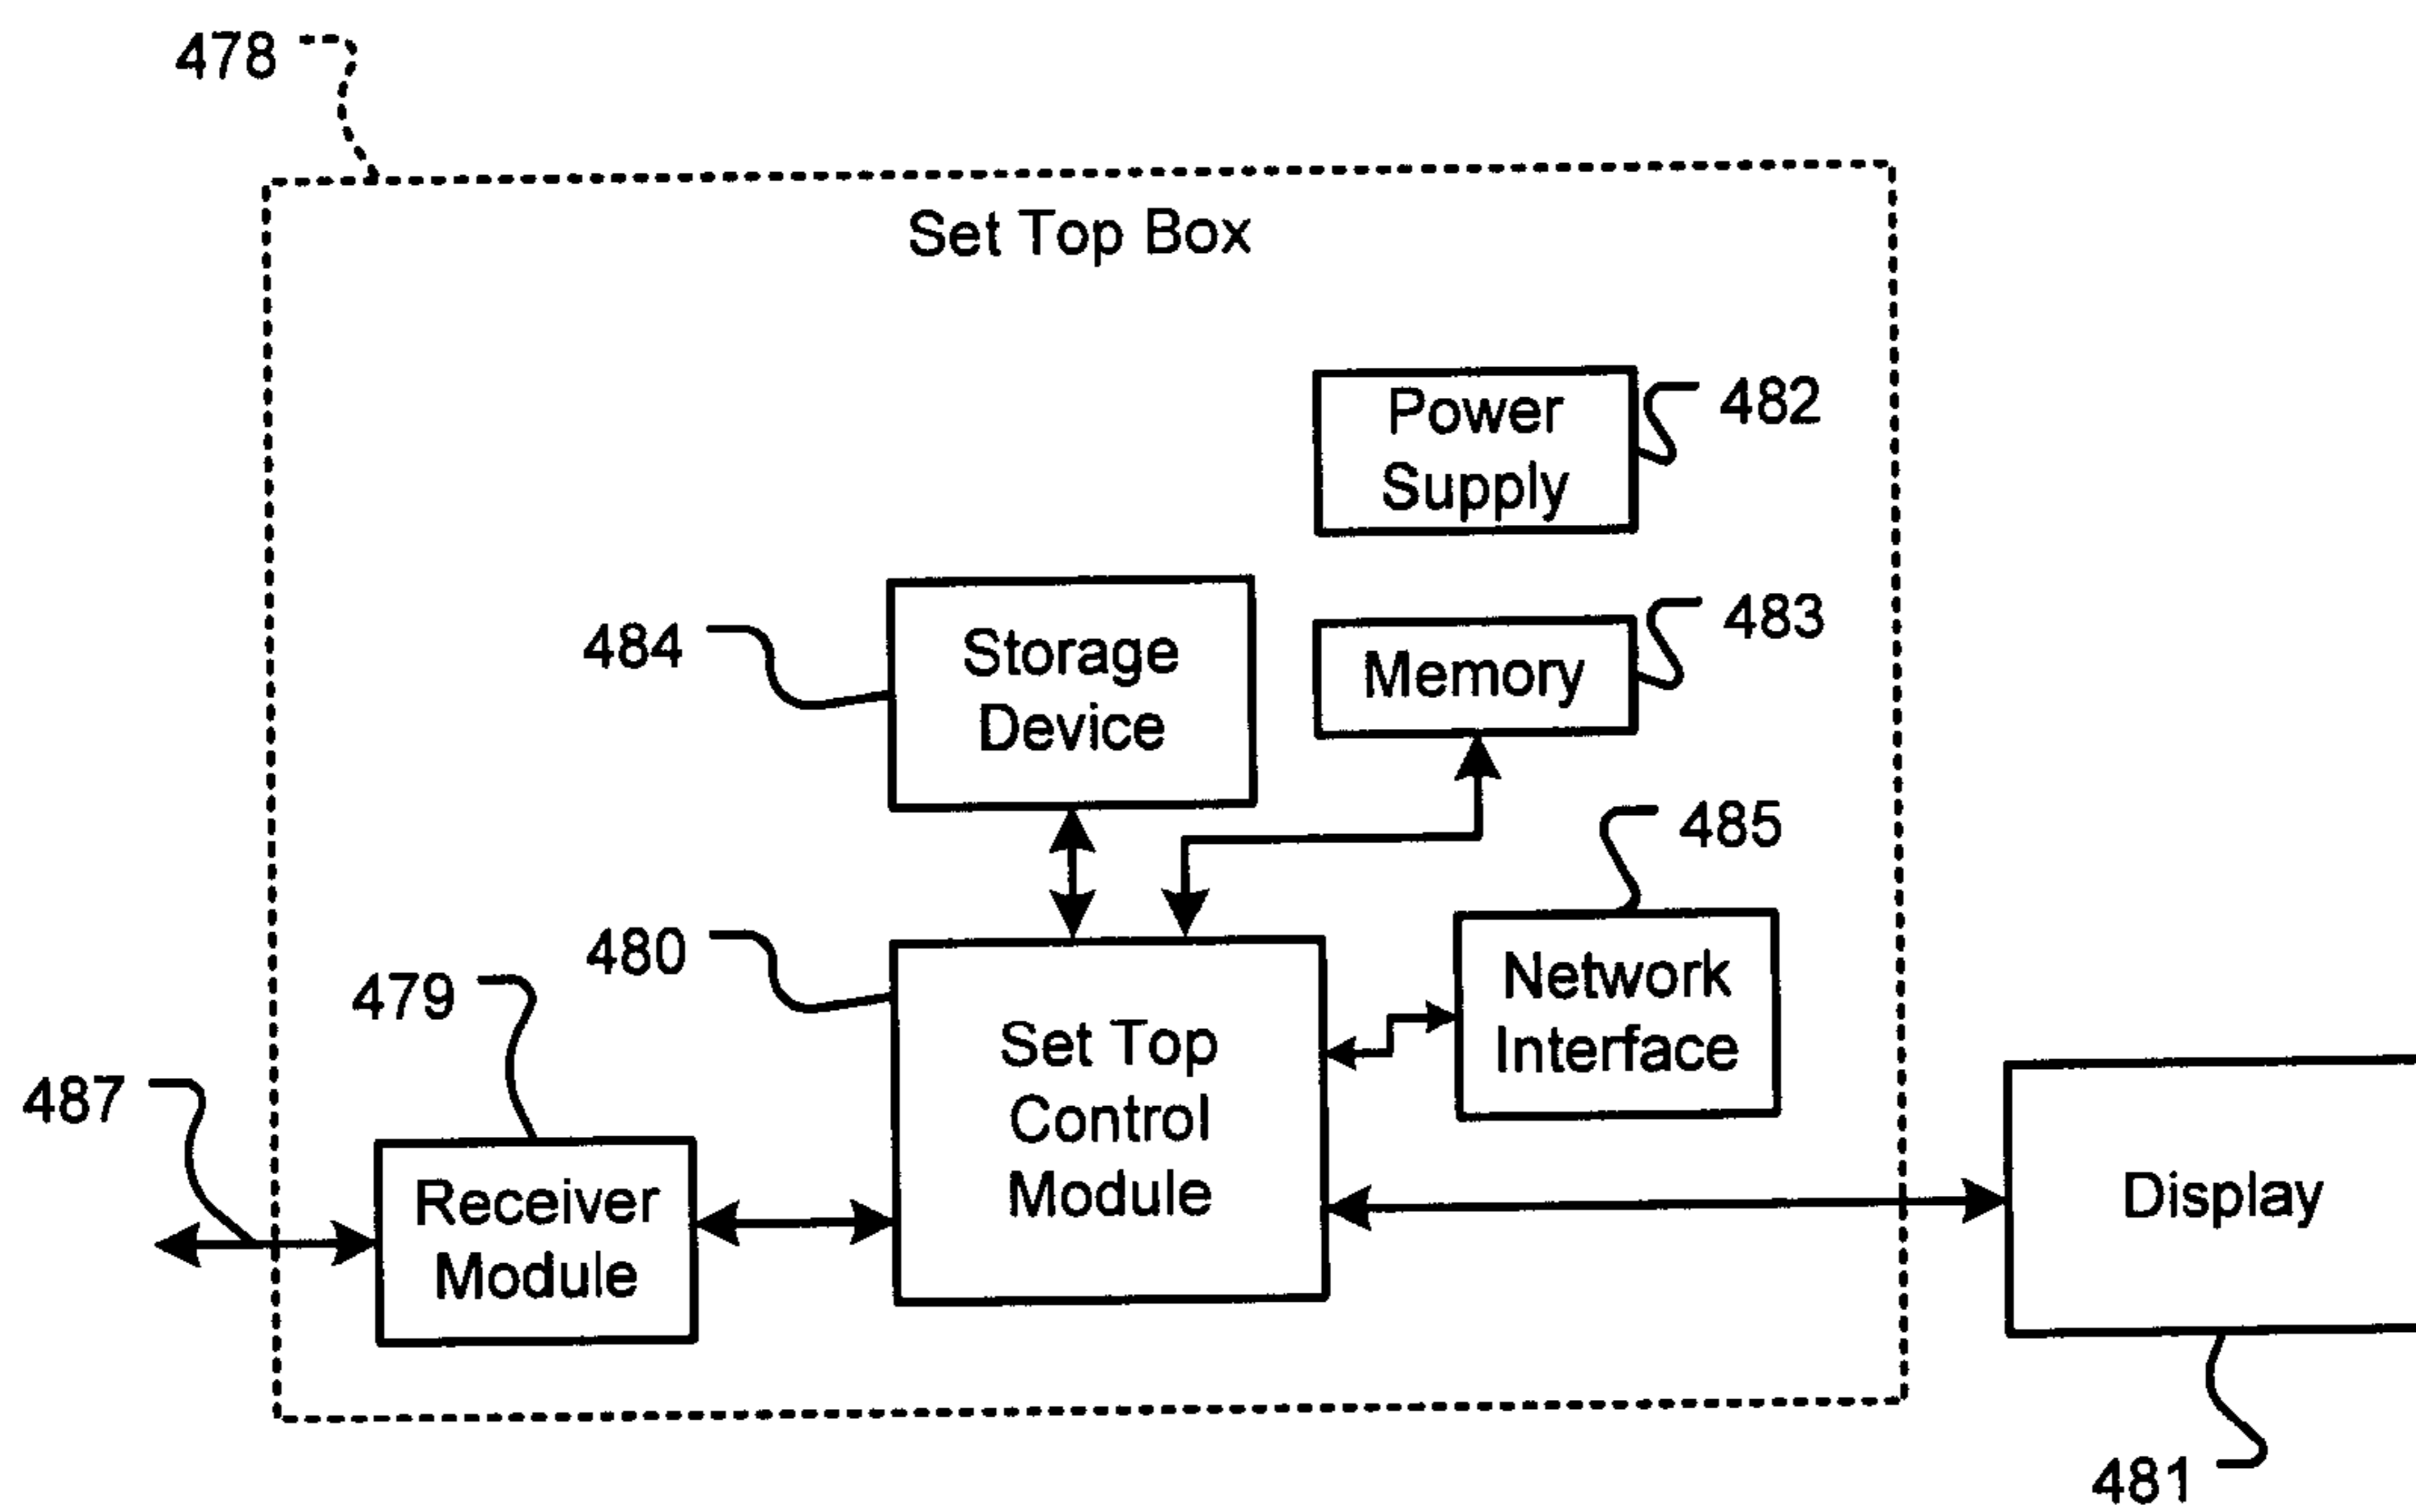 478
Set Top Box
Power
Supply
482
Storage
Device
484
Memory
483
485
480
Network
Interface
479
Set Top
Control
Module
487
Receiver
Module
Display
481